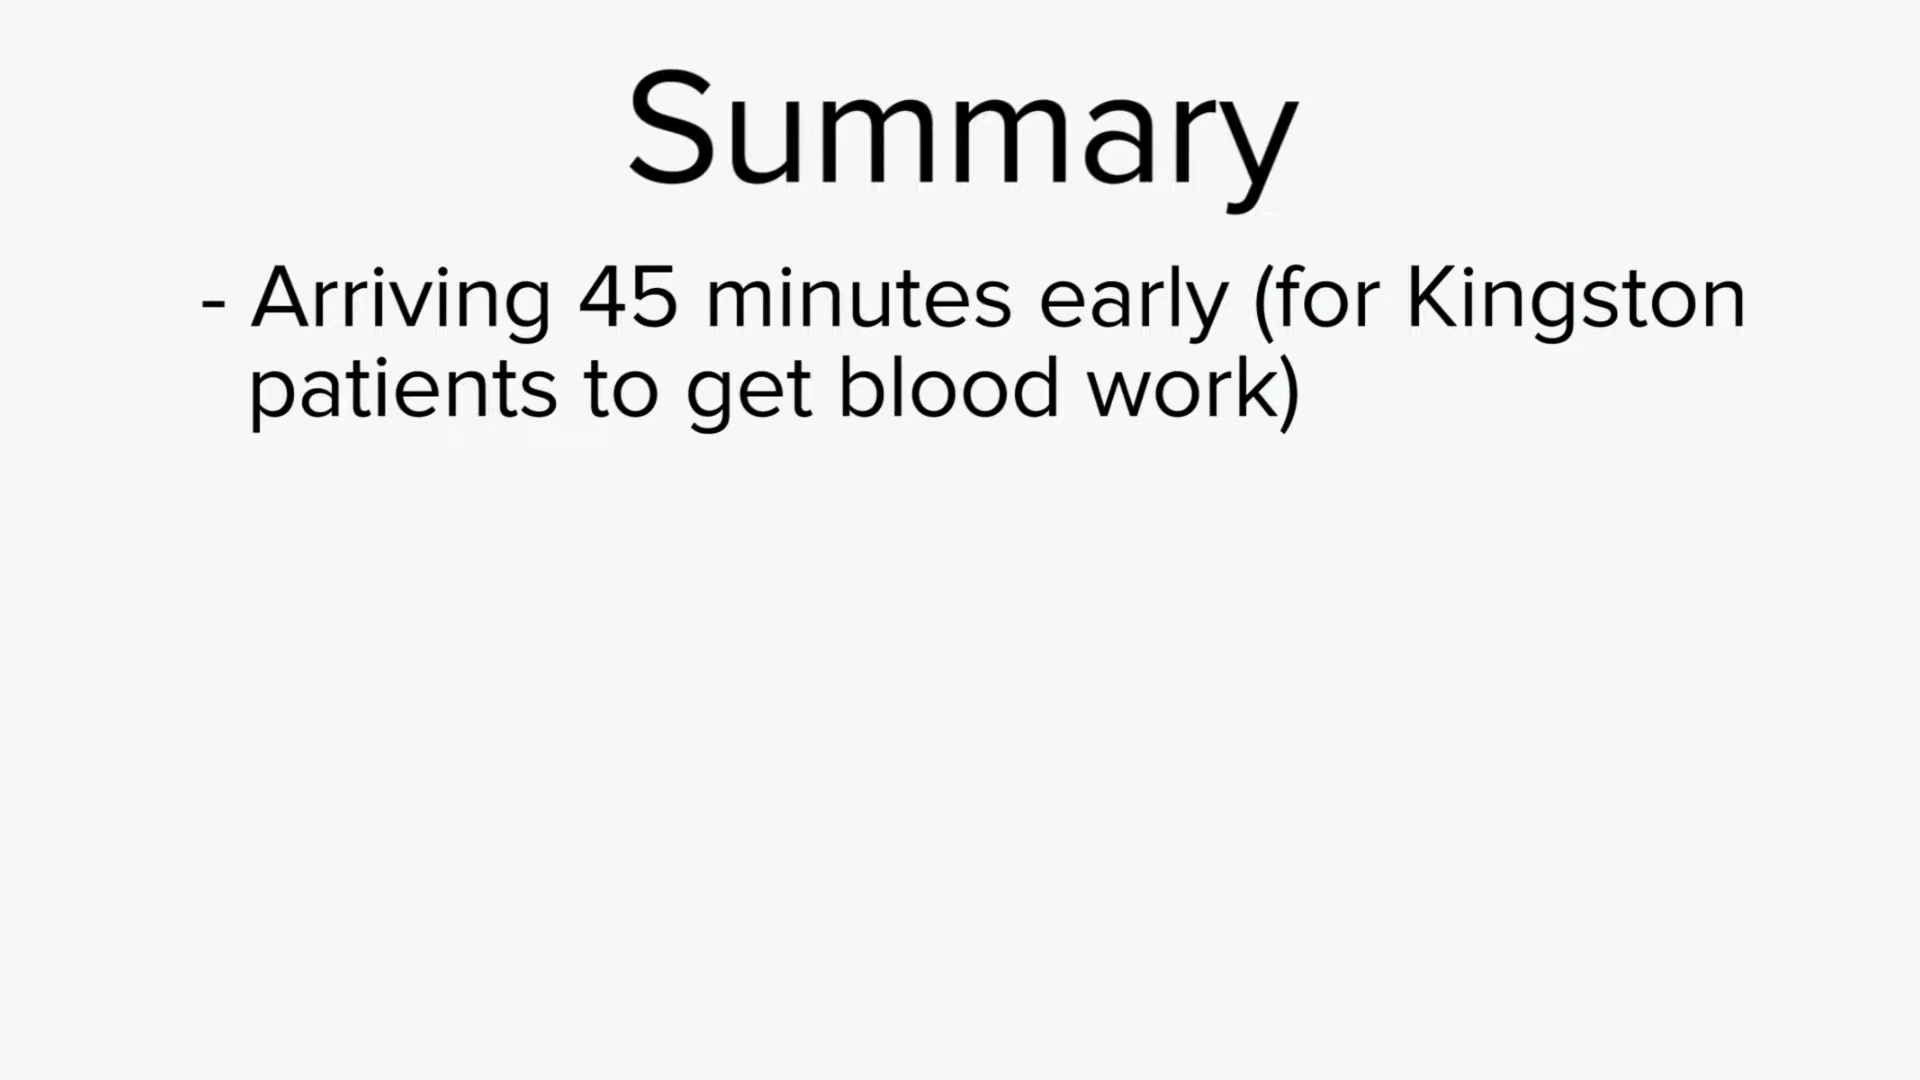 Summary
- Arriving 45 minutes early (for Kingston
patients to get blood work)